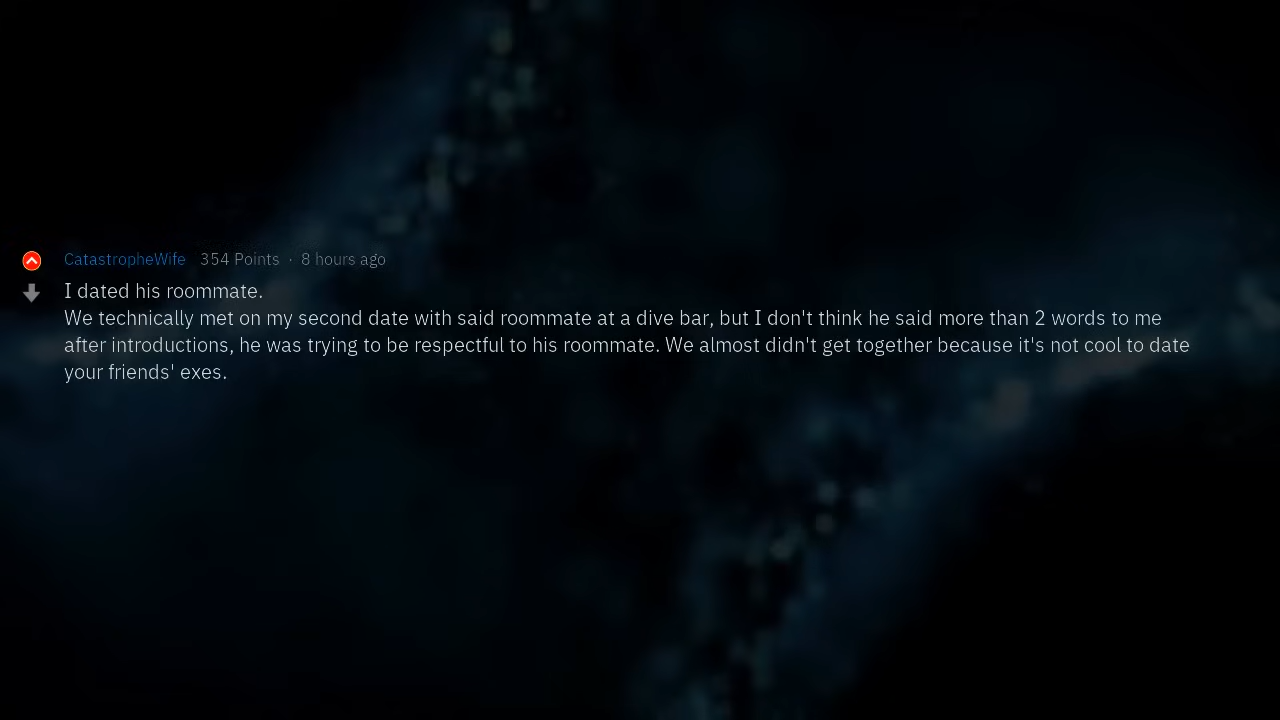 CatastropheWife 354 Points · 8 hours ago
I dated his roommate.
We technically met on my second date with said roommate at a dive bar, but I don't think he said more than 2 words to me
after introductions, he was trying to be respectful to his roommate. We almost didn't get together because it's not cool to date
your friends' exes.